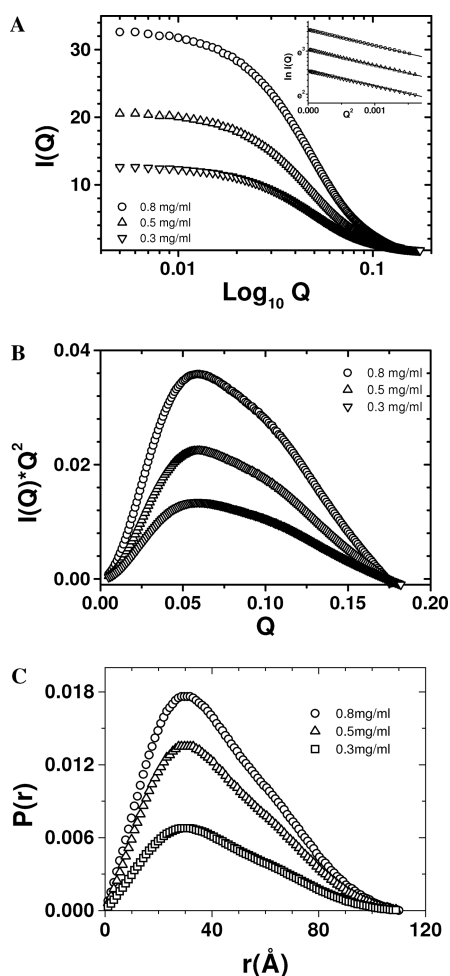 A
I(Q)
30
20
10
0.8 mg/ml
0.5 mg/ml
0.3 mg/ml
0.01
0.1
Log10 Q
ln I(Q)
e3
e2
0.000
0.001
Q2
B
I(Q)*Q2
0.04
0.02
0.00
0.8 mg/ml
0.5 mg/ml
0.3 mg/ml
0.00
0.05
0.10
0.15
0.20
Q
C
P(r)
0.018
0.012
0.006
0.000
0.8mg/ml
0.5mg/ml
0.3mg/ml
0
40
80
120
r(Å)